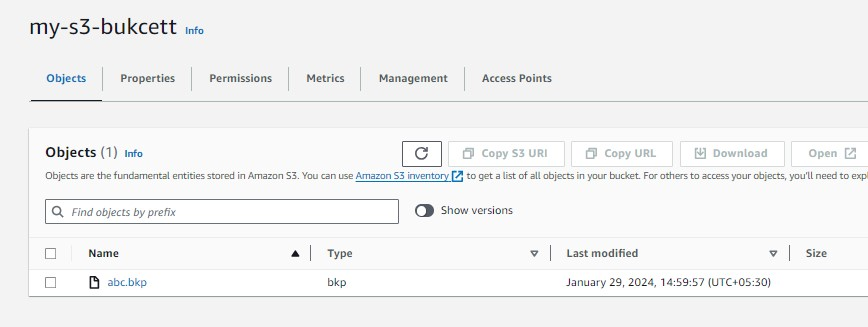 my-s3-bukcett Info
Objects Properties Permissions Metrics Management Access Points
Objects (1) Info Copy S3 URI Copy URL Download Open
Objects are the fundamental entities stored in Amazon S3. You can use Amazon S3 inventory to get a list of all objects in your bucket. For others to access your objects, you'll need to expl
Find objects by prefix Show versions
Name Type Last modified Size
abc.bkp bkp January 29, 2024, 14:59:57 (UTC+05:30)